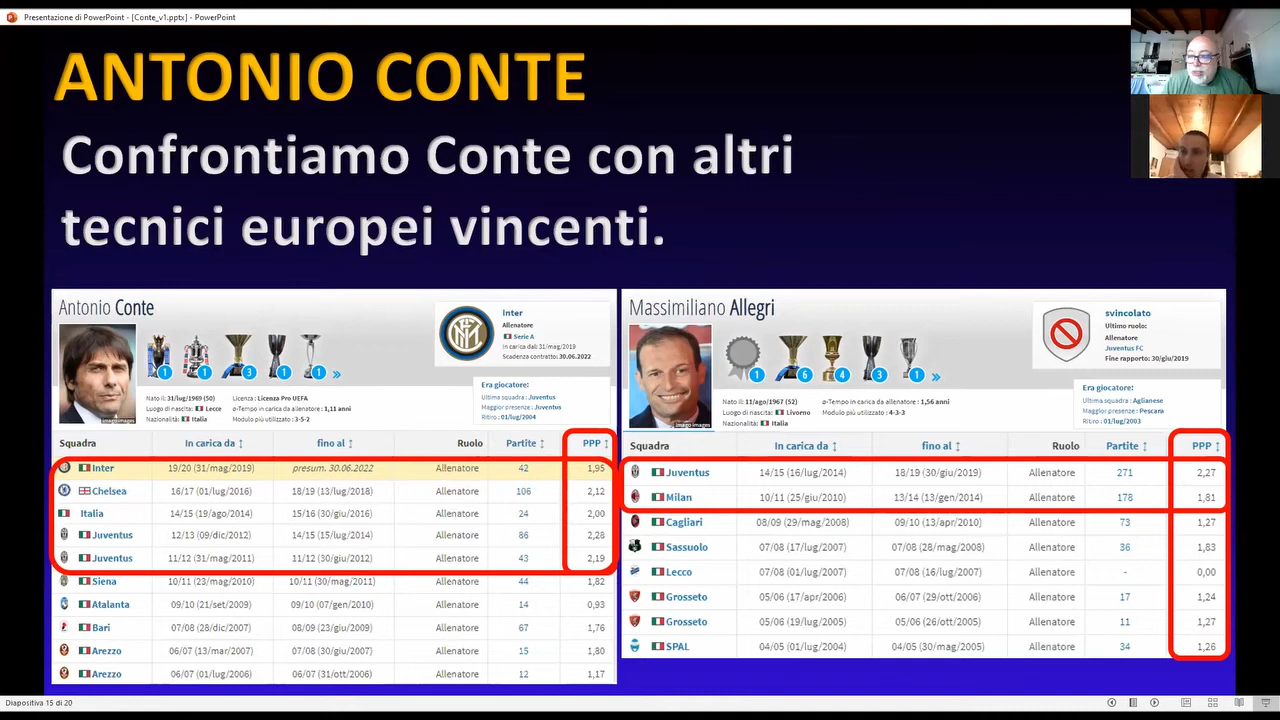 Presentazione di PowerPoint - [Conte_v1.pptx] - PowerPoint
ANTONIO CONTE
Confrontiamo Conte con altri
tecnici europei vincenti.
Antonio Conte
1 1 3 1 1 »
Inter
Allenatore
Serie A
In carica dal: 31/mag/2019
Scadenza contratto: 30.06.2022
Nato il: 31/lug/1969 (50)
Luogo di nascita: Lecce
Nazionalità: Italia
Licenza: Licenza Pro UEFA
ø-Tempo in carica da allenatore : 1,11 anni
Modulo più utilizzato : 3-5-2
Era giocatore:
Ultima squadra : Juventus
Maggior presenze : Juventus
Ritiro : 01/lug/2004
imago images
Squadra In carica da fino al Ruolo Partite PPP
Inter 19/20 (31/mag/2019) presum. 30.06.2022 Allenatore 42 1,95
Chelsea 16/17 (01/lug/2016) 18/19 (13/lug/2018) Allenatore 106 2,12
Italia 14/15 (19/ago/2014) 15/16 (30/giu/2016) Allenatore 24 2,00
Juventus 12/13 (09/dic/2012) 14/15 (15/lug/2014) Allenatore 86 2,28
Juventus 11/12 (31/mag/2011) 11/12 (30/giu/2012) Allenatore 43 2,19
Siena 10/11 (23/mag/2010) 10/11 (30/mag/2011) Allenatore 44 1,82
Atalanta 09/10 (21/set/2009) 09/10 (07/gen/2010) Allenatore 14 0,93
Bari 07/08 (28/dic/2007) 08/09 (23/giu/2009) Allenatore 67 1,76
Arezzo 06/07 (13/mar/2007) 07/08 (30/giu/2007) Allenatore 15 1,80
Arezzo 06/07 (01/lug/2006) 06/07 (31/ott/2006) Allenatore 12 1,17
Massimiliano Allegri
1 6 4 3 1 »
svincolato
Ultimo ruolo:
Allenatore
Juventus FC
Fine rapporto: 30/giu/2019
Nato il: 11/ago/1967 (52)
Luogo di nascita: Livorno
Nazionalità: Italia
ø-Tempo in carica da allenatore : 1,56 anni
Modulo più utilizzato : 4-3-3
Era giocatore:
Ultima squadra : Aglianese
Maggior presenze : Pescara
Ritiro : 01/lug/2003
imago images
Squadra In carica da fino al Ruolo Partite PPP
Juventus 14/15 (16/lug/2014) 18/19 (30/giu/2019) Allenatore 271 2,27
Milan 10/11 (25/giu/2010) 13/14 (13/gen/2014) Allenatore 178 1,81
Cagliari 08/09 (29/mag/2008) 09/10 (13/apr/2010) Allenatore 73 1,27
Sassuolo 07/08 (17/lug/2007) 07/08 (28/mag/2008) Allenatore 36 1,83
Lecco 07/08 (01/lug/2007) 07/08 (16/lug/2007) Allenatore - 0,00
Grosseto 05/06 (17/apr/2006) 06/07 (29/ott/2006) Allenatore 17 1,24
Grosseto 05/06 (19/lug/2005) 05/06 (26/ott/2005) Allenatore 11 1,27
SPAL 04/05 (01/lug/2004) 04/05 (30/mag/2005) Allenatore 34 1,26
Diapositiva 15 di 20